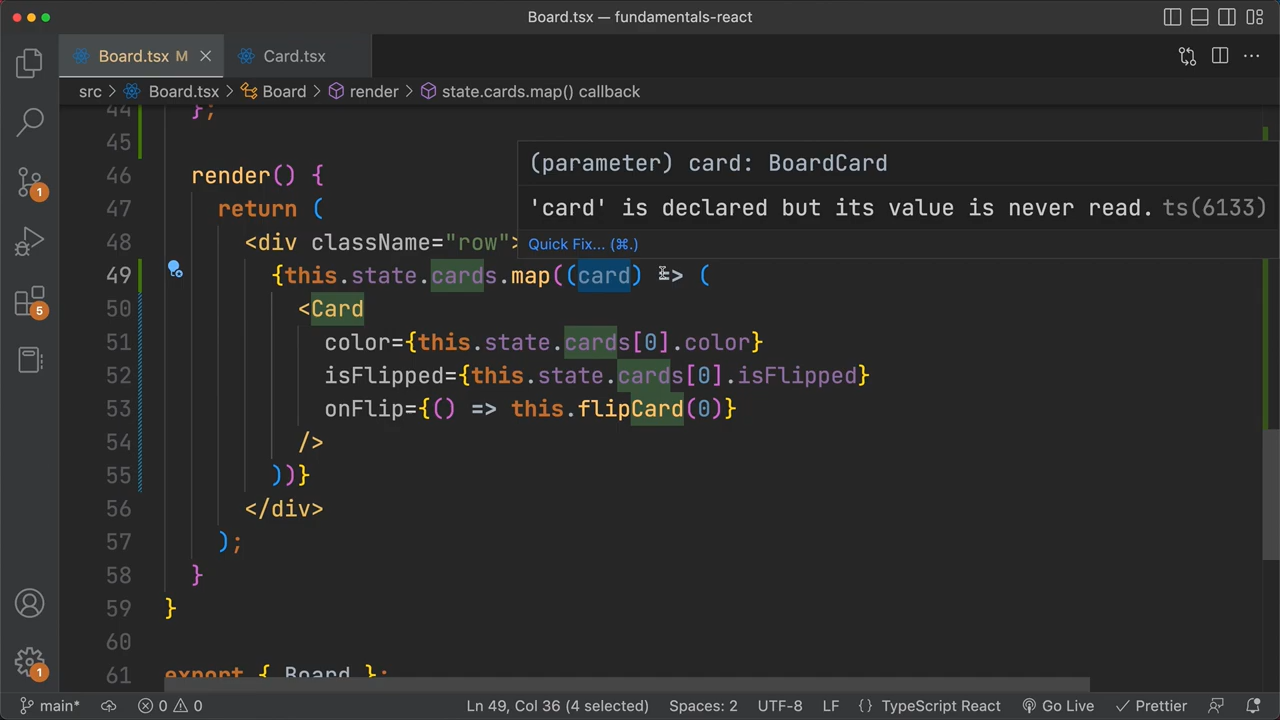 Board.tsx — fundamentals-react
Board.tsx M
Card.tsx
src > Board.tsx > Board > render > state.cards.map() callback
44 };
45
46 render() {
47 return (
48 <div className="row">
49 {this.state.cards.map((card) => (
50 <Card
51 color={this.state.cards[0].color}
52 isFlipped={this.state.cards[0].isFlipped}
53 onFlip={() => this.flipCard(0)}
54 />
55 ))}
56 </div>
57 );
58 }
59 }
60
61 export { Board };
(parameter) card: BoardCard
'card' is declared but its value is never read. ts(6133)
Quick Fix... (⌘.)
1
5
1
main* 0 0 Ln 49, Col 36 (4 selected) Spaces: 2 UTF-8 LF {} TypeScript React Go Live Prettier